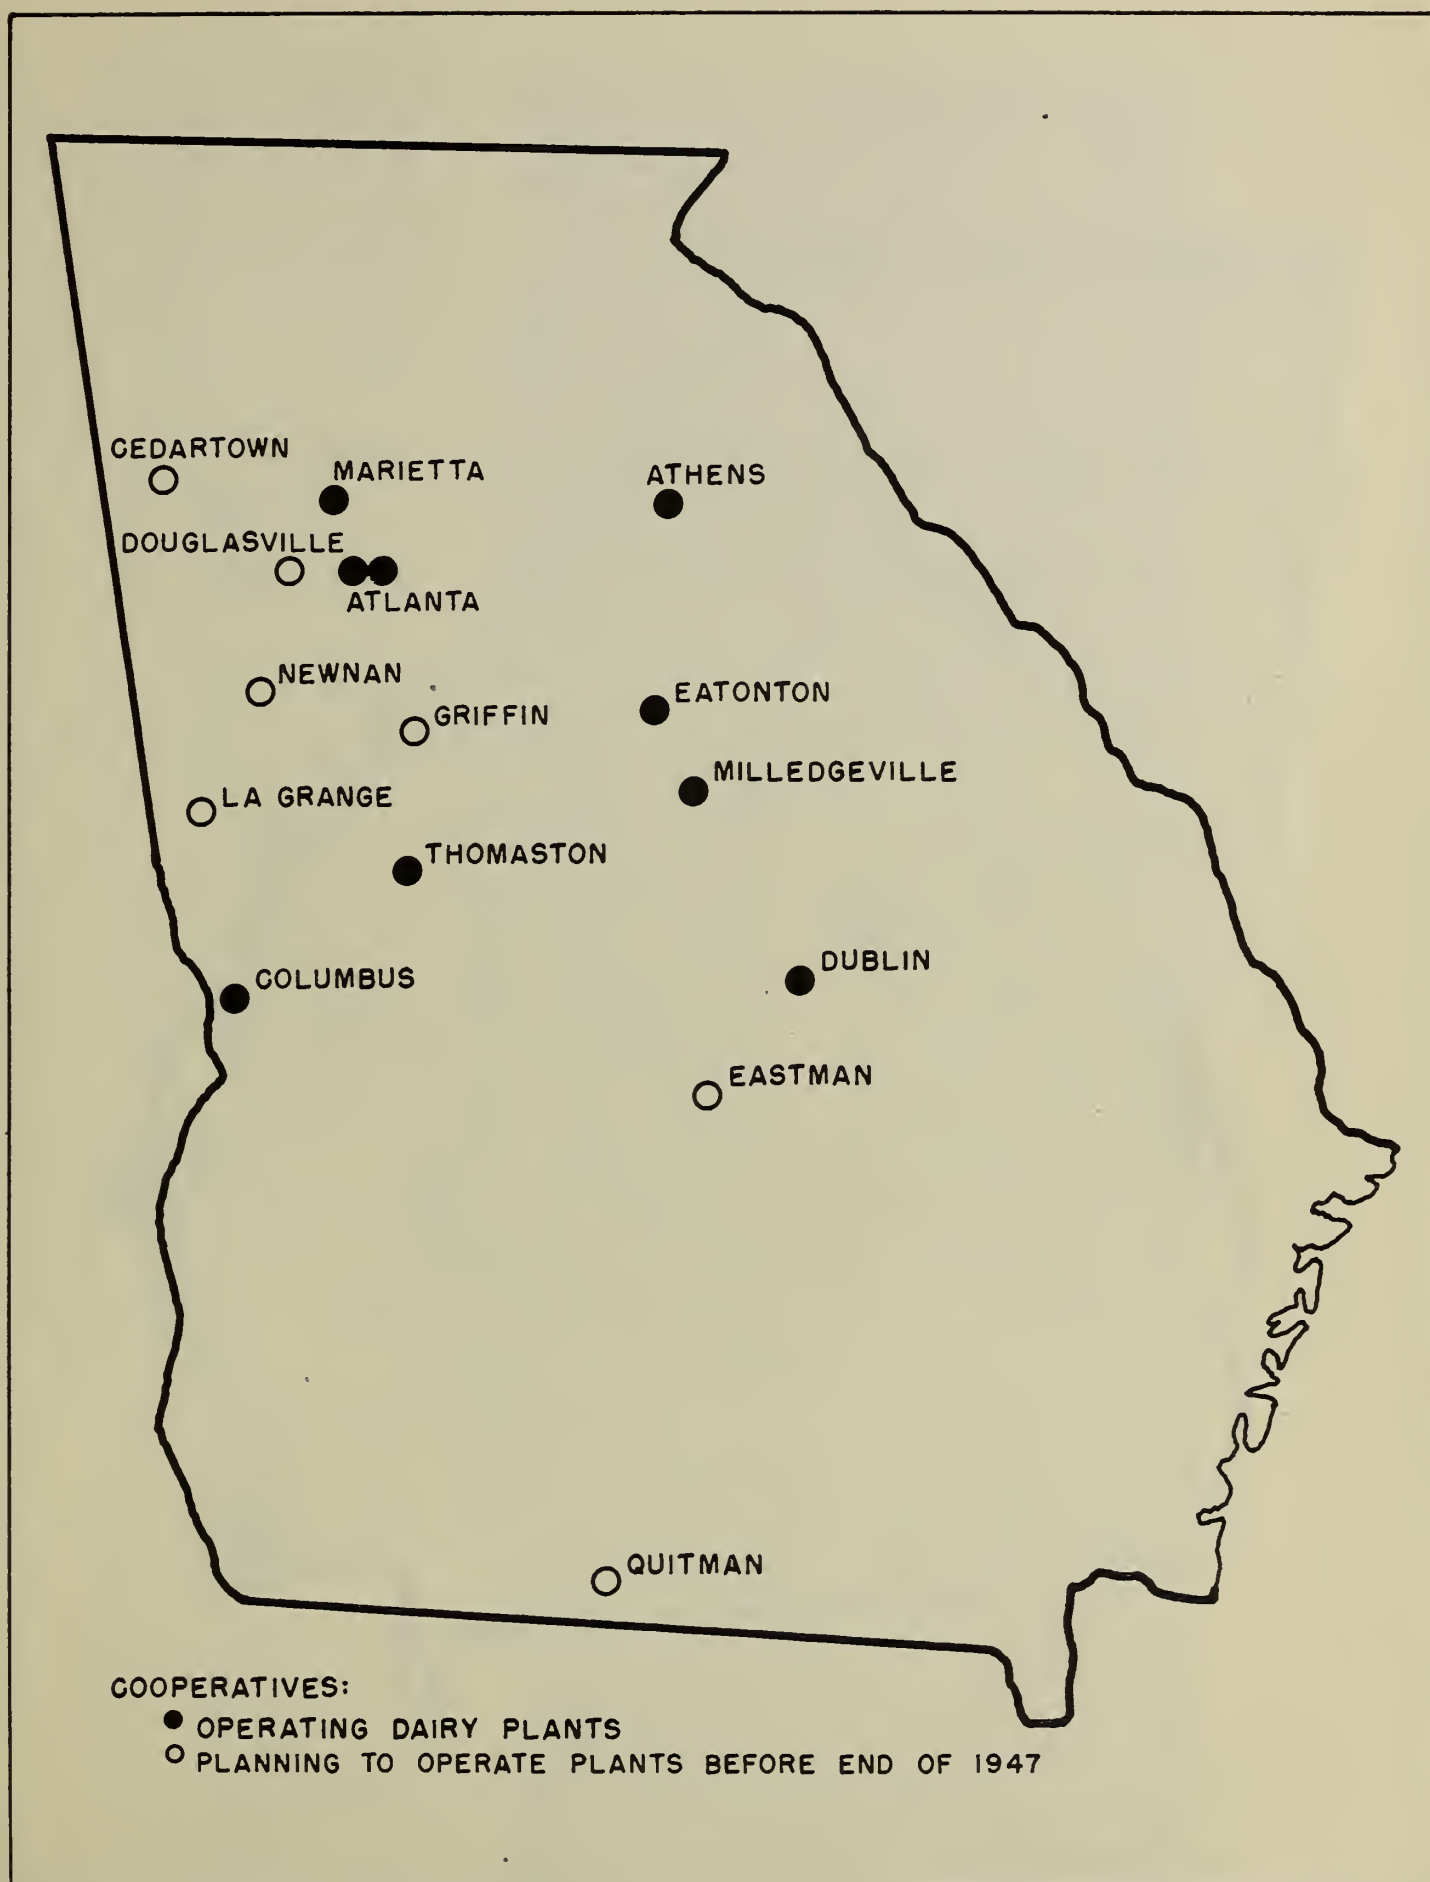 CEDARTOWN
MARIETTA
ATHENS
DOUGLASVILLE
ATLANTA
NEWNAN
GRIFFIN
EATONTON
MILLEDGEVILLE
LA GRANGE
THOMASTON
COLUMBUS
DUBLIN
EASTMAN
QUITMAN
COOPERATIVES:
OPERATING DAIRY PLANTS
PLANNING TO OPERATE PLANTS BEFORE END OF 1947